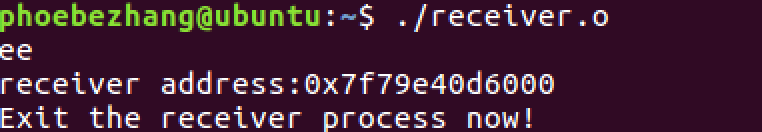 phoebezhang@ubuntu:~$ ./receiver.o
ee
receiver address:0x7f79e40d6000
Exit the receiver process now!